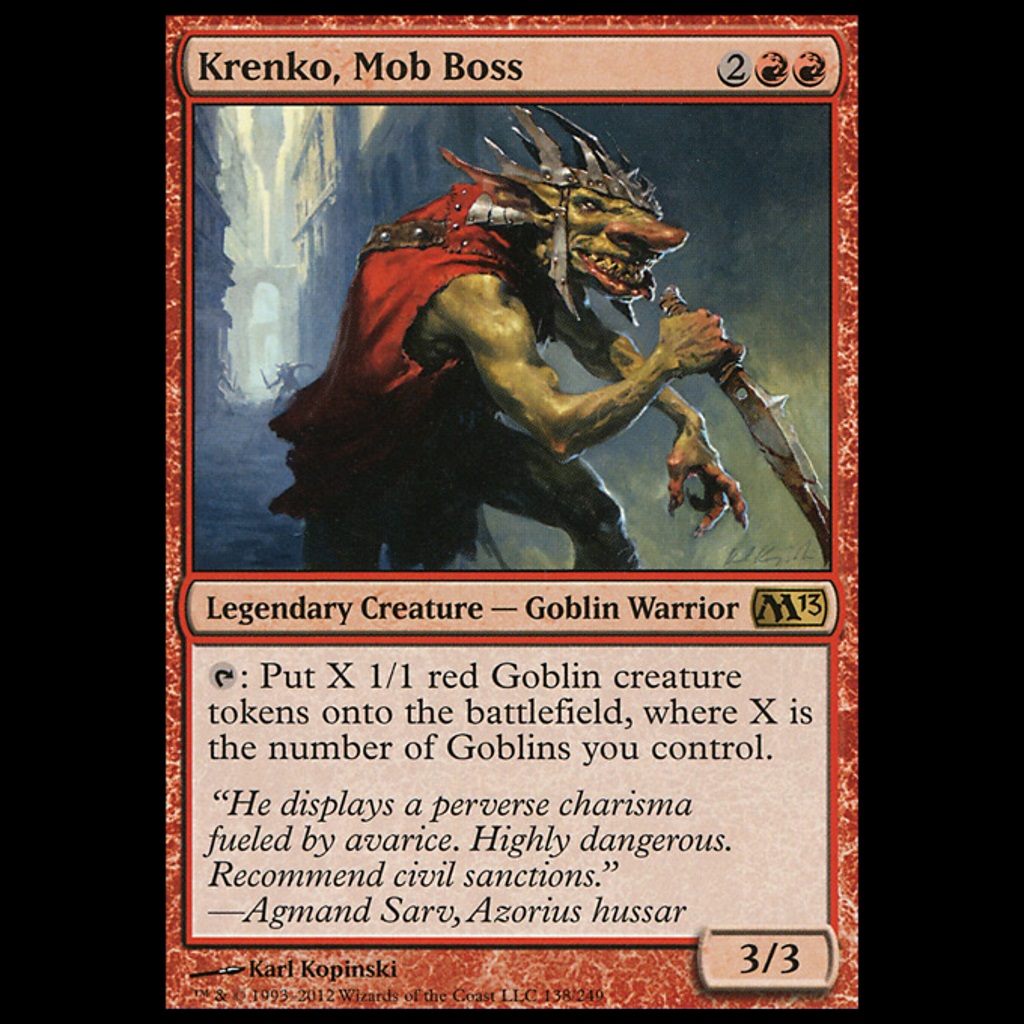 Krenko, Mob Boss 2
Legendary Creature — Goblin Warrior M13
: Put X 1/1 red Goblin creature
tokens onto the battlefield, where X is
the number of Goblins you control.
“He displays a perverse charisma
fueled by avarice. Highly dangerous.
Recommend civil sanctions.”
—Agmand Sarv, Azorius hussar
3/3
Karl Kopinski
™ & © 1993–2012 Wizards of the Coast LLC 138/249